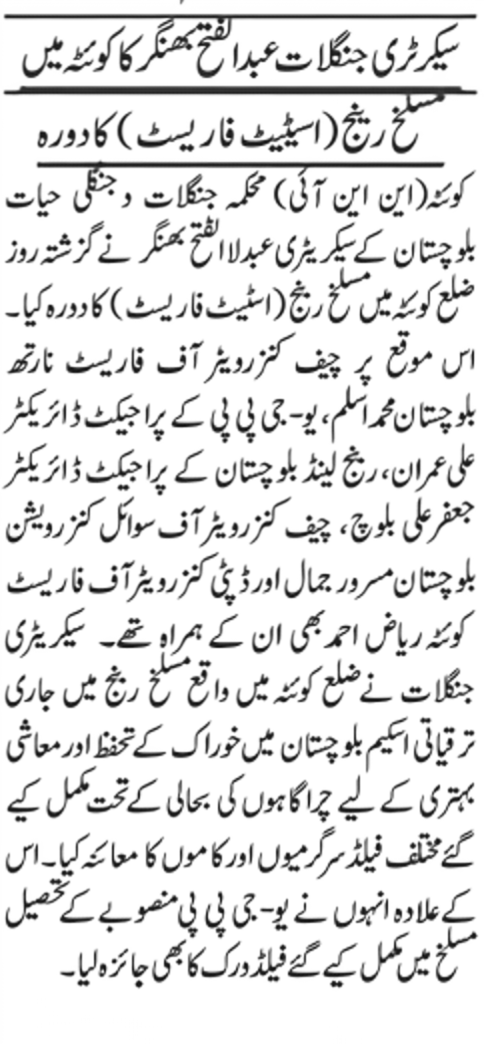 سیکرٹری جنگلات عبدالفتح بھنگر کا کوئٹہ میں
مسلخ رینج (اسٹیٹ فاریسٹ) کا دورہ
کوئٹہ (این این آئی) محکمہ جنگلات و جنگلی حیات
بلوچستان کے سیکریٹری عبدلاالفتح بھنگر نے گزشتہ روز
ضلع کوئٹہ میں مسلخ رینج (اسٹیٹ فاریسٹ) کا دورہ کیا۔
اس موقع پر چیف کنزرویٹر آف فاریسٹ نارتھ
بلوچستان محمد اسلم، یو-جی پی پی کے پراجیکٹ ڈائریکٹر
علی عمران، رینج لینڈ بلوچستان کے پراجیکٹ ڈائریکٹر
جعفر علی بلوچ، چیف کنزرویٹر آف سوائل کنزرویشن
بلوچستان مسرور جمال اور ڈپٹی کنزرویٹر آف فاریسٹ
کوئٹہ ریاض احمد بھی ان کے ہمراہ تھے۔ سیکریٹری
جنگلات نے ضلع کوئٹہ میں واقع مسلخ رینج میں جاری
ترقیاتی اسکیم بلوچستان میں خوراک کے تحفظ اور معاشی
بہتری کے لیے چراگاہوں کی بحالی کے تحت مکمل کیے
گئے مختلف فیلڈ سرگرمیوں اور کاموں کا معائنہ کیا۔ اس
کے علادہ انہوں نے یو-جی پی پی منصوبے کے تحصیل
مسلخ میں مکمل کیے گئے فیلڈ ورک کا بھی جائزہ لیا۔